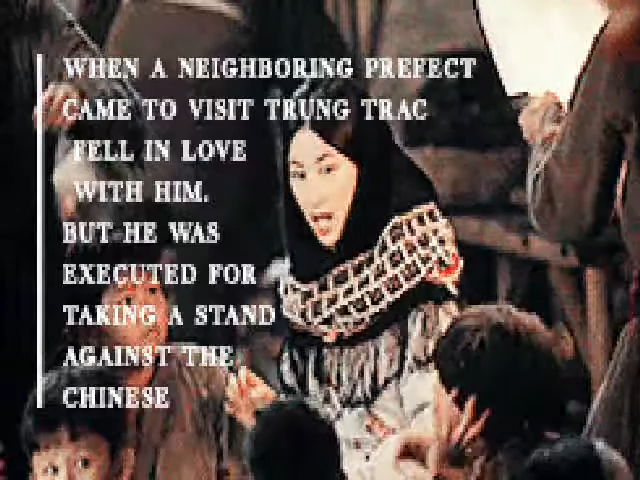 WHEN A NEIGHBORING PREFECT
CAME TO VISIT TRUNG TRAC
FELL IN LOVE
WITH HIM.
BUT HE WAS
EXECUTED FOR
TAKING A STAND
AGAINST THE
CHINESE